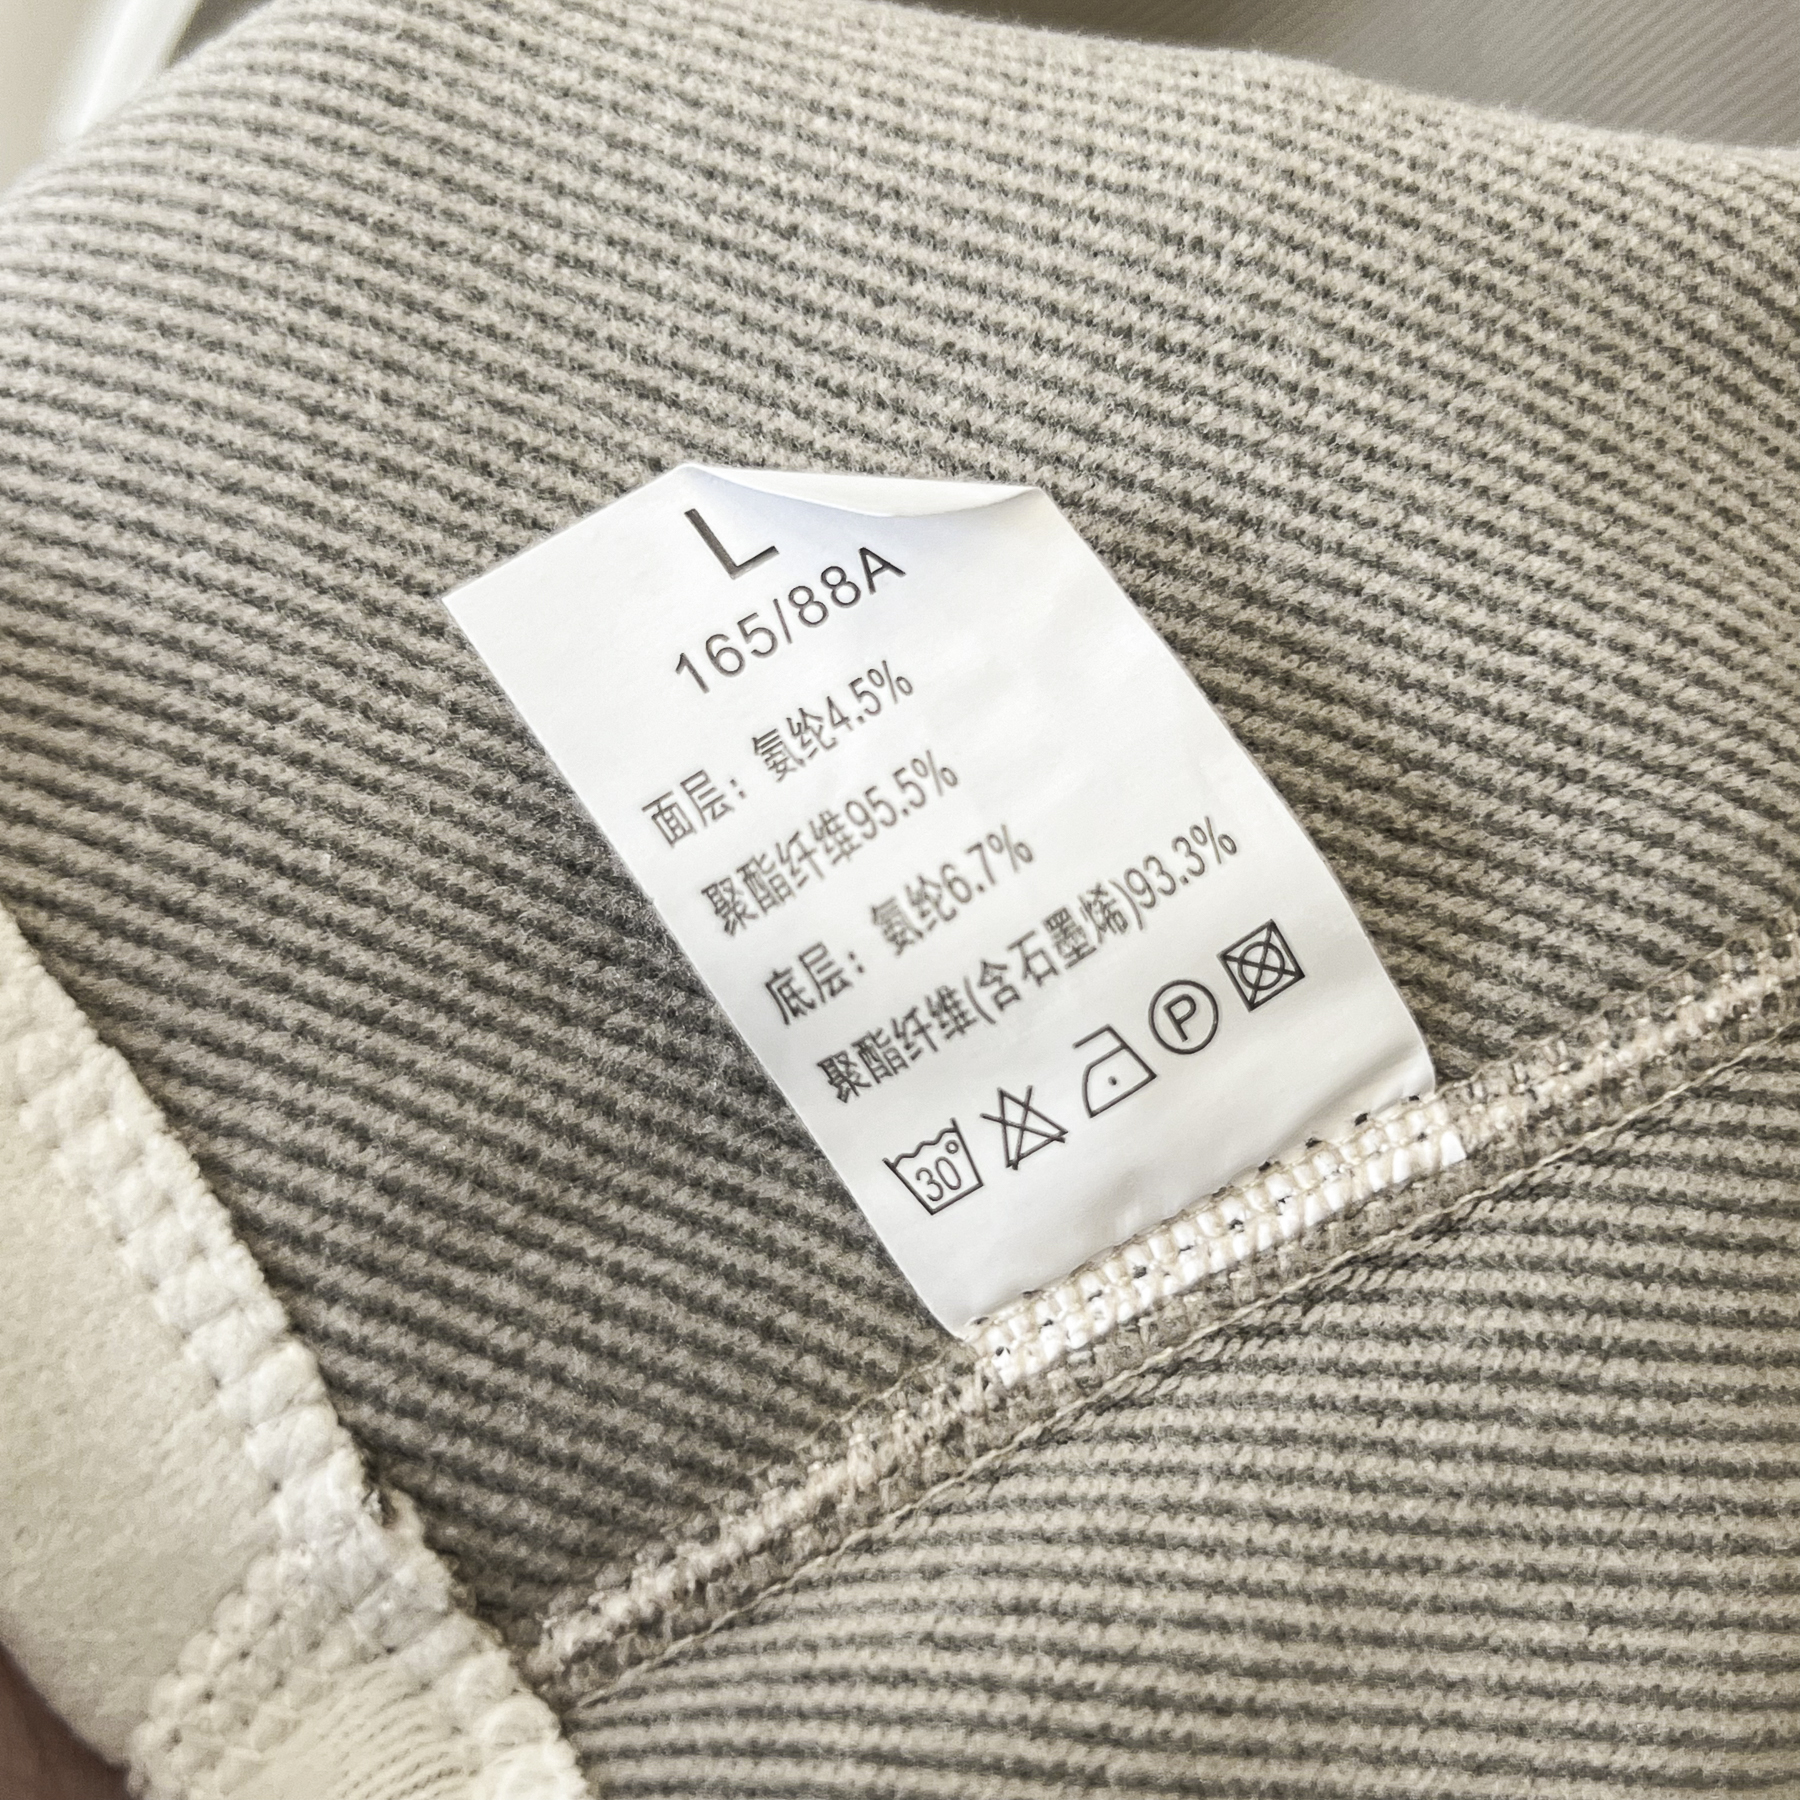 L
165/88A
面层：氨纶4.5%
聚酯纤维95.5%
底层：氨纶6.7%
聚酯纤维(含石墨烯)93.3%
30° P